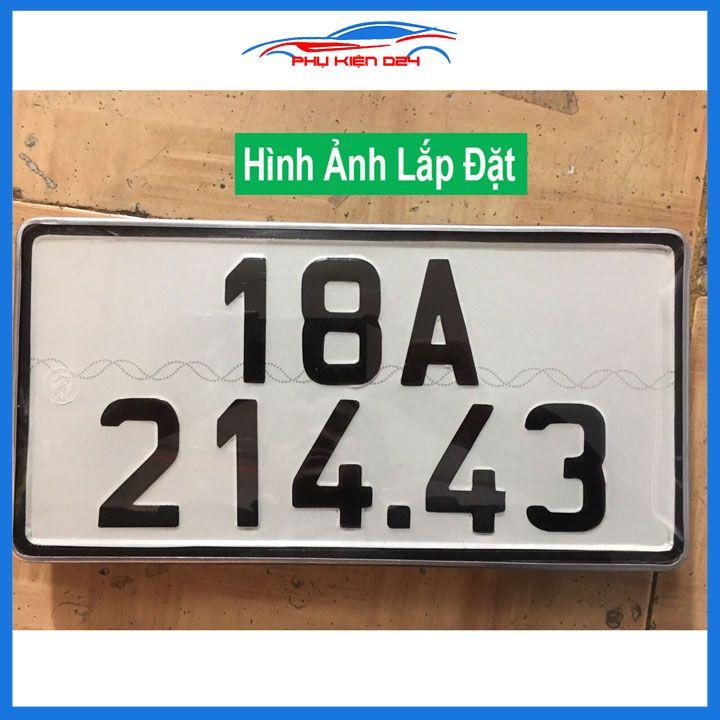 PHỤ KIỆN D24
Hình Ảnh Lắp Đặt
18A
214.43